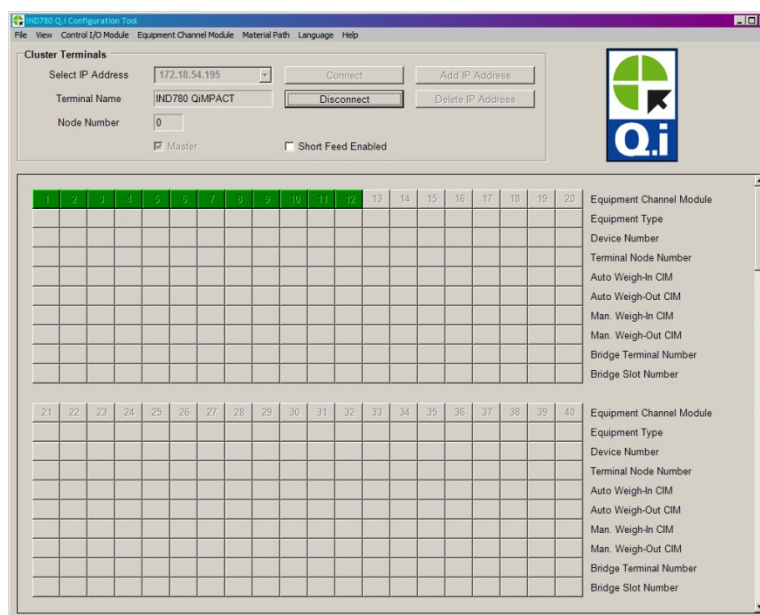 IND780 Q.i Configuration Tool
File View Control I/O Module Equipment Channel Module Material Path Language Help
Cluster Terminals
Select IP Address 172.18.54.195 Connect Add IP Address
Terminal Name IND780 QiMPACT Disconnect Delete IP Address
Node Number 0
Master Short Feed Enabled
Q.i
1 2 3 4 5 6 7 8 9 10 11 12 13 14 15 16 17 18 19 20 Equipment Channel Module
Equipment Type
Device Number
Terminal Node Number
Auto Weigh-In CIM
Auto Weigh-Out CIM
Man. Weigh-In CIM
Man. Weigh-Out CIM
Bridge Terminal Number
Bridge Slot Number
21 22 23 24 25 26 27 28 29 30 31 32 33 34 35 36 37 38 39 40 Equipment Channel Module
Equipment Type
Device Number
Terminal Node Number
Auto Weigh-In CIM
Auto Weigh-Out CIM
Man. Weigh-In CIM
Man. Weigh-Out CIM
Bridge Terminal Number
Bridge Slot Number